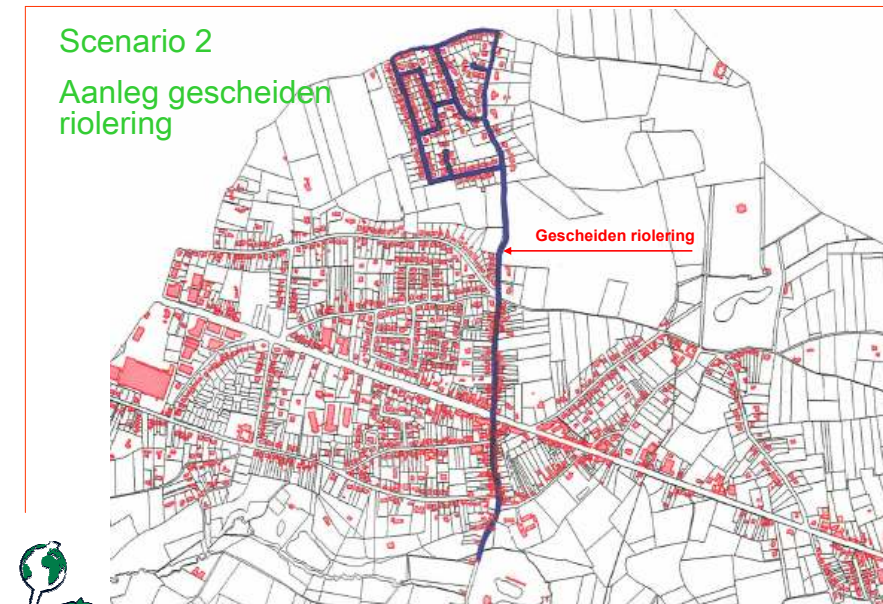 Scenario 2
Aanleg gescheiden
riolering
Gescheiden riolering